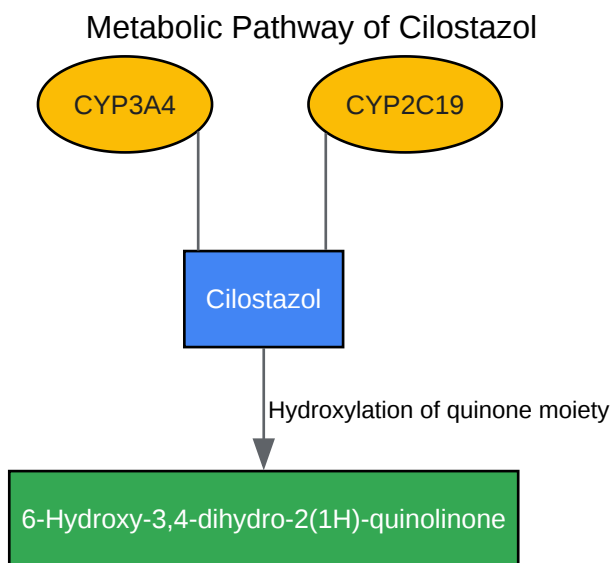 Metabolic Pathway of Cilostazol
CYP3A4
CYP2C19
Cilostazol
Hydroxylation of quinone moiety
6-Hydroxy-3,4-dihydro-2(1H)-quinolinone